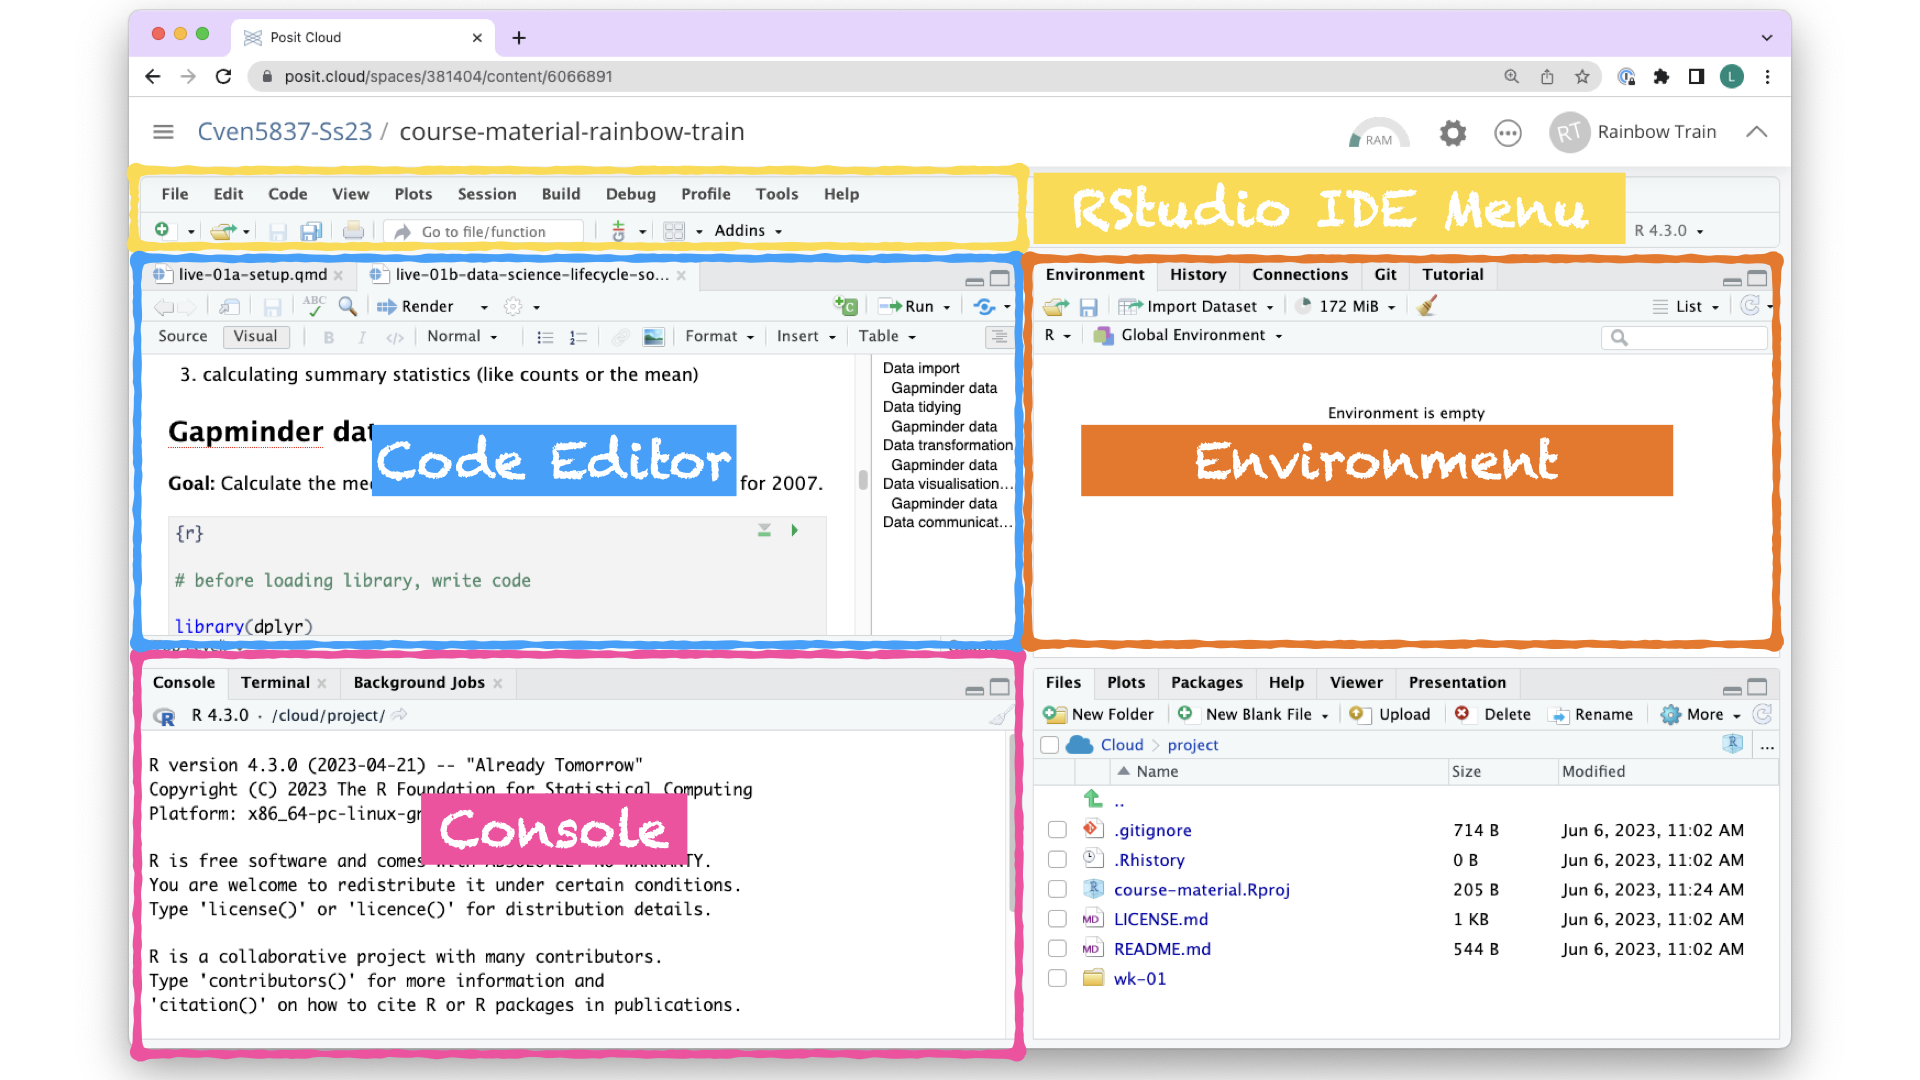 Posit Cloud
posit.cloud/spaces/381404/content/6066891
L
Cven5837-Ss23 / course-material-rainbow-train
RAM
RT Rainbow Train
File Edit Code View Plots Session Build Debug Profile Tools Help
RStudio IDE Menu
Go to file/function
Addins
R 4.3.0
live-01a-setup.qmd
live-01b-data-science-lifecycle-so...
ABC
Render
Run
Source Visual B I </> Normal Format Insert Table
3. calculating summary statistics (like counts or the mean)
Gapminder
Code Editor
Goal: Calculate the
for 2007.
{r}
# before loading library, write code
library(dplyr)
Data import
Gapminder data
Data tidying
Gapminder data
Data transformation
Gapminder data
Data visualisation...
Gapminder data
Data communicat...
Environment History Connections Git Tutorial
Import Dataset 172 MiB List
R Global Environment
Environment is empty
Environment
Console Terminal Background Jobs
R 4.3.0 · /cloud/project/
R version 4.3.0 (2023-04-21) -- "Already Tomorrow"
Copyright (C) 2023 The R Foundation for Statistical Computing
Platform:
Console
R is free software and comes
You are welcome to redistribute it under certain conditions.
Type 'license()' or 'licence()' for distribution details.
R is a collaborative project with many contributors.
Type 'contributors()' for more information and
'citation()' on how to cite R or R packages in publications.
Files Plots Packages Help Viewer Presentation
New Folder New Blank File Upload Delete Rename More
Cloud project ...
Name Size Modified
..
.gitignore 714 B Jun 6, 2023, 11:02 AM
.Rhistory 0 B Jun 6, 2023, 11:02 AM
course-material.Rproj 205 B Jun 6, 2023, 11:24 AM
LICENSE.md 1 KB Jun 6, 2023, 11:02 AM
README.md 544 B Jun 6, 2023, 11:02 AM
wk-01